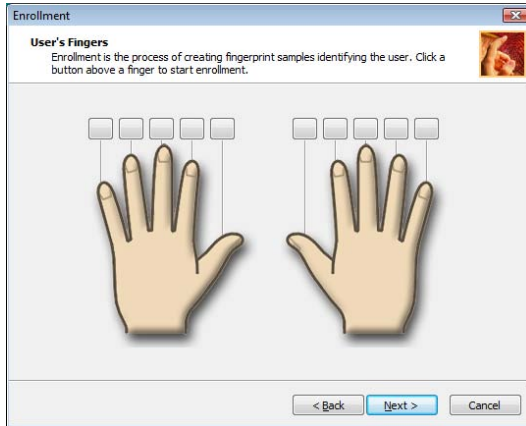 Enrollment
User's Fingers
Enrollment is the process of creating fingerprint samples identifying the user. Click a
button above a finger to start enrollment.
< Back
Next >
Cancel